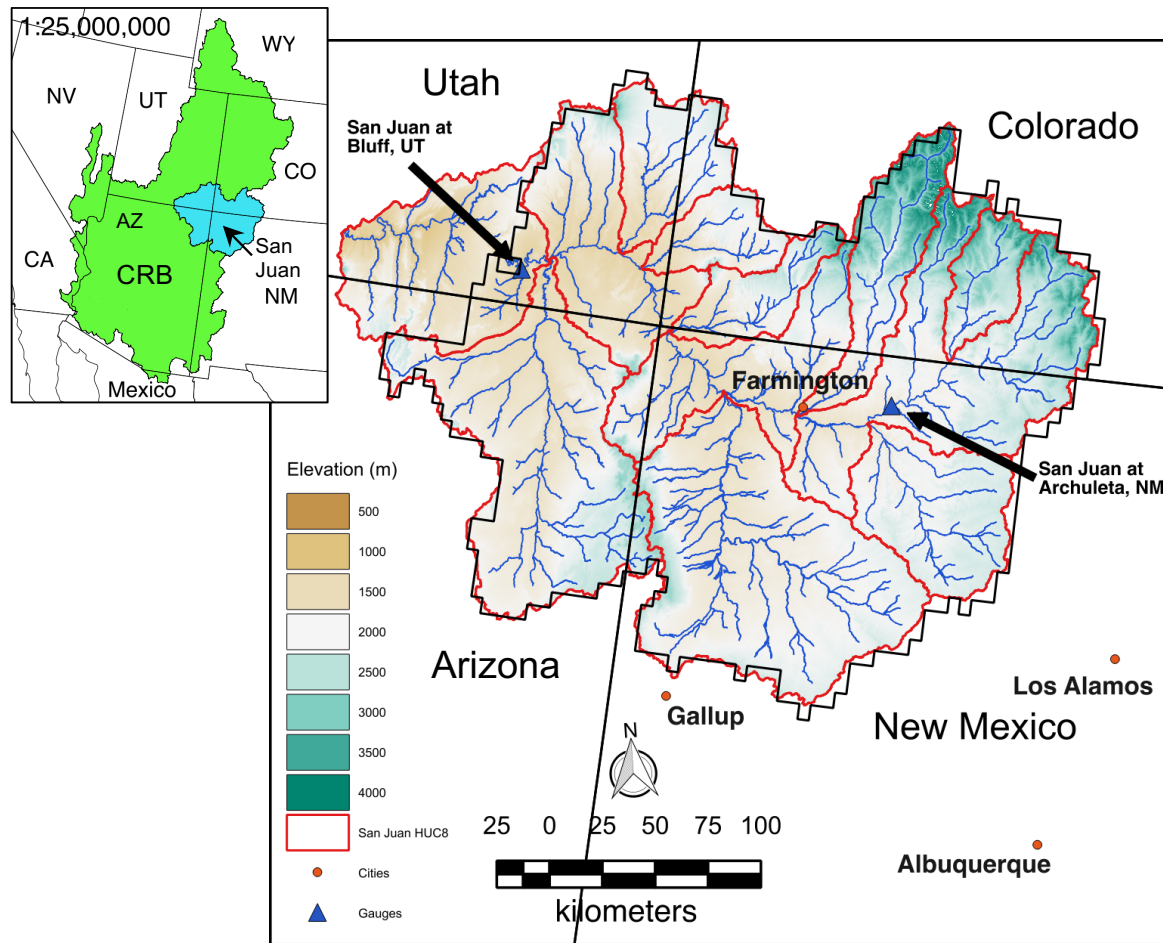 1:25,000,000
WY
NV
UT
CO
AZ
CA
CRB
San
Juan
NM
Mexico
Utah
Colorado
San Juan at
Bluff, UT
Farmington
San Juan at
Archuleta, NM
Elevation (m)
500
1000
1500
2000
2500
3000
3500
4000
San Juan HUC8
Cities
Gauges
Arizona
Gallup
Los Alamos
New Mexico
N
25 0 25 50 75 100
kilometers
Albuquerque